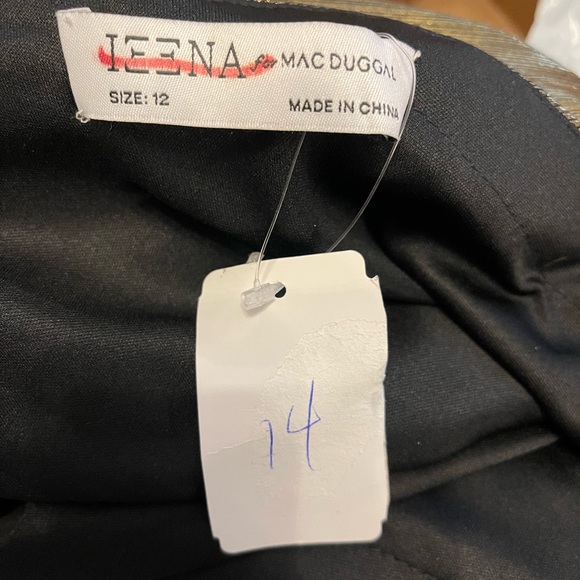 IEENA for MAC DUGGAL
SIZE: 12
MADE IN CHINA
14